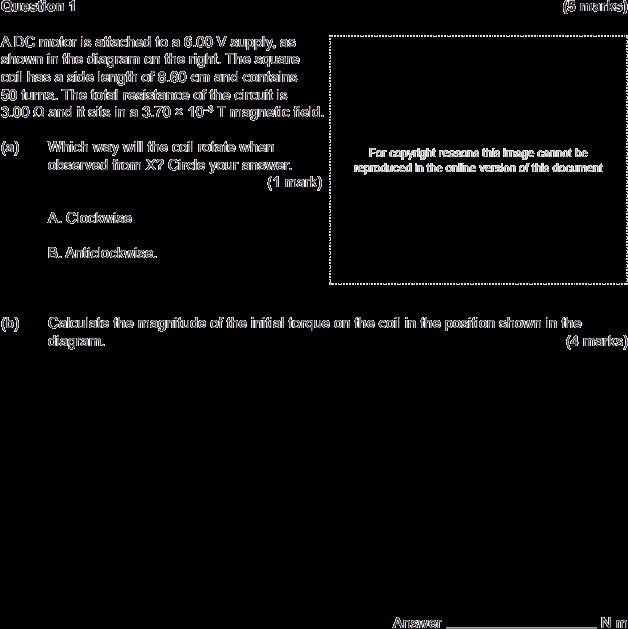 Question 1 (5 marks)
A DC motor is attached to a 6.00 V supply, as
shown in the diagram on the right. The square
coil has a side length of 8.60 cm and contains
50 turns. The total resistance of the circuit is
3.00 Ω and it sits in a 3.70 × 10⁻³ T magnetic field.
For copyright reasons this image cannot be
reproduced in the online version of this document
(a) Which way will the coil rotate when
observed from X? Circle your answer.
(1 mark)
A. Clockwise
B. Anticlockwise.
(b) Calculate the magnitude of the initial torque on the coil in the position shown in the
diagram. (4 marks)
Answer ____________________ N m